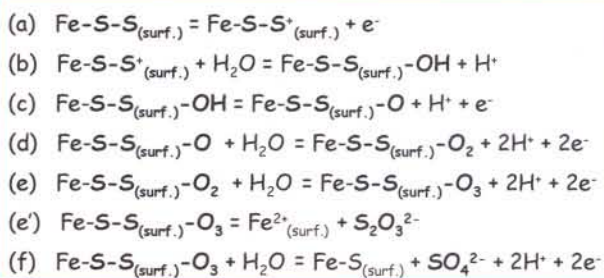 (a) Fe-S-S(surf.) = Fe-S-S⁺(surf.) + e⁻
(b) Fe-S-S⁺(surf.) + H₂O = Fe-S-S(surf.)-OH + H⁺
(c) Fe-S-S(surf.)-OH = Fe-S-S(surf.)-O + H⁺ + e⁻
(d) Fe-S-S(surf.)-O + H₂O = Fe-S-S(surf.)-O₂ + 2H⁺ + 2e⁻
(e) Fe-S-S(surf.)-O₂ + H₂O = Fe-S-S(surf.)-O₃ + 2H⁺ + 2e⁻
(e') Fe-S-S(surf.)-O₃ = Fe²⁺(surf.) + S₂O₃²⁻
(f) Fe-S-S(surf.)-O₃ + H₂O = Fe-S(surf.) + SO₄²⁻ + 2H⁺ + 2e⁻